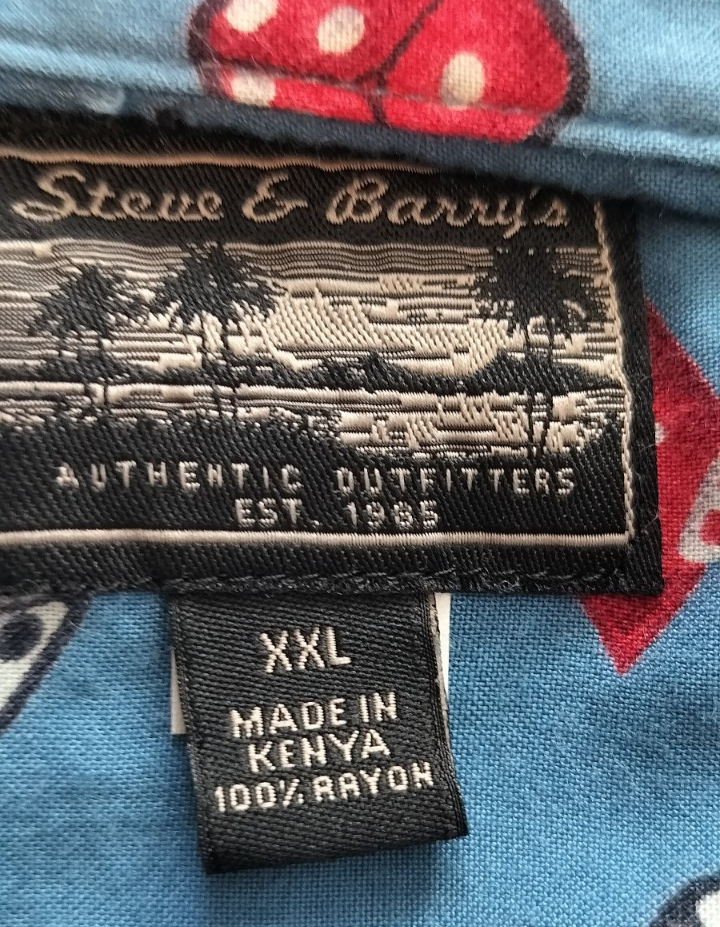 Steve & Barry's
AUTHENTIC OUTFITTERS
EST. 1985
XXL
MADE IN
KENYA
100% RAYON